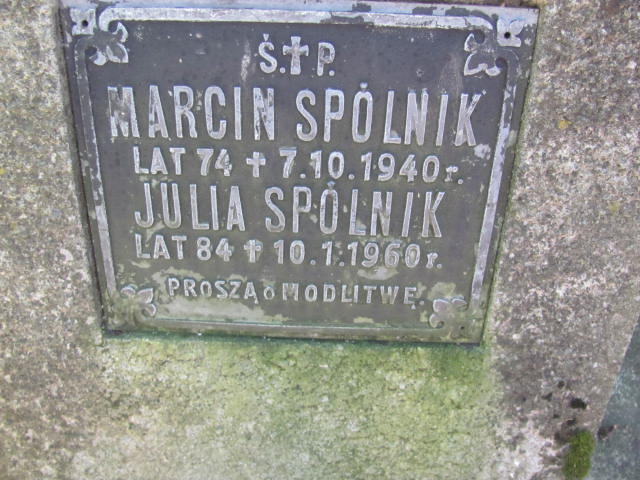 Ś.✝P.
MARCIN SPÓLNIK
LAT 74 ✝ 7.10.1940 r.
JULIA SPÓLNIK
LAT 84 ✝ 10.1.1960 r.
PROSZĄ O MODLITWĘ.